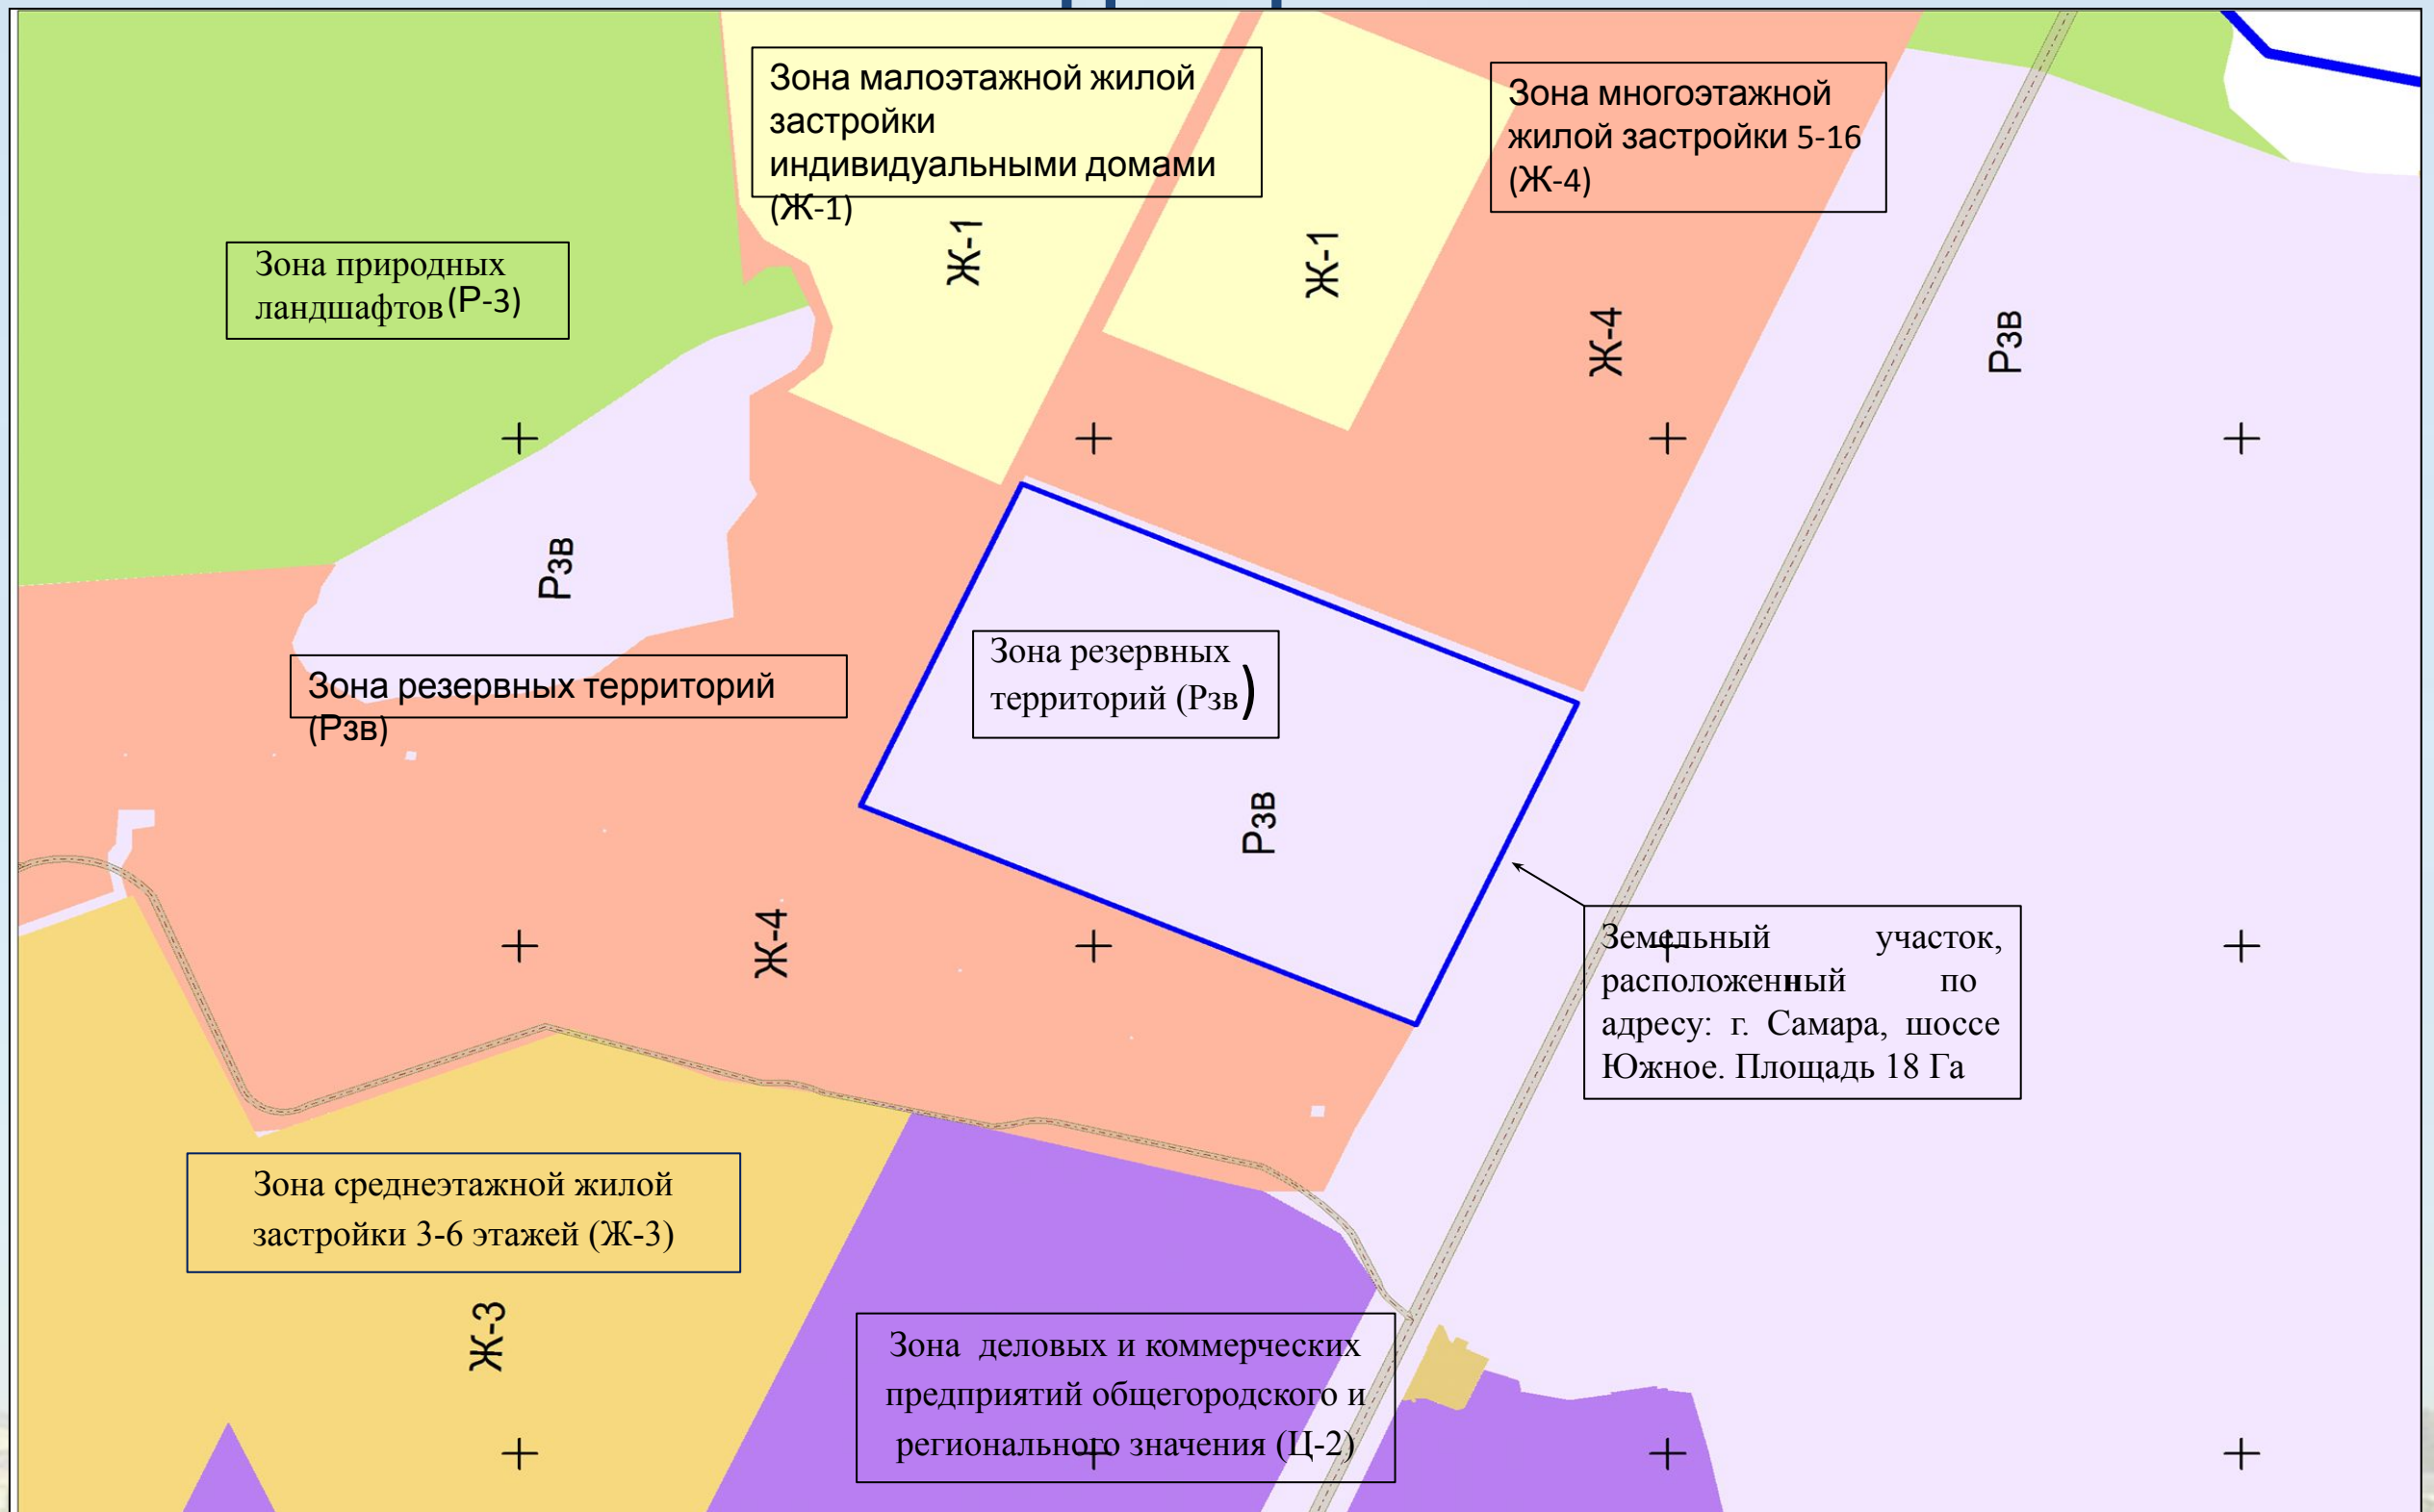 Зона малоэтажной жилой
застройки
индивидуальными домами
(Ж-1)
Зона многоэтажной
жилой застройки 5-16
(Ж-4)
Зона природных
ландшафтов(Р-3)
Ж-1
Ж-1
Ж-4
Рзв
Рзв
Зона резервных территорий
(Рзв)
Зона резервных
территорий (Рзв)
Рзв
Ж-4
Земельный участок,
расположенный по
адресу: г. Самара, шоссе
Южное. Площадь 18 Га
Зона среднеэтажной жилой
застройки 3-6 этажей (Ж-3)
Ж-3
Зона деловых и коммерческих
предприятий общегородского и
регионального значения (Ц-2)